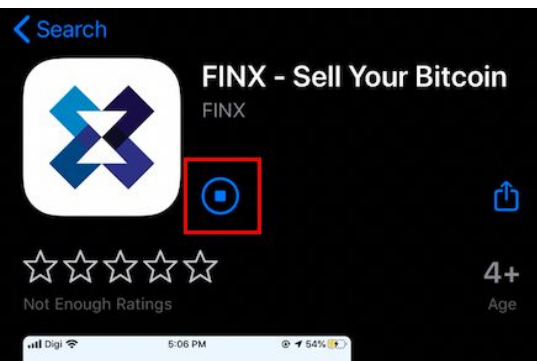 Search
FINX - Sell Your Bitcoin
FINX
4+
Not Enough Ratings
Age
Digi
5:06 PM
54%